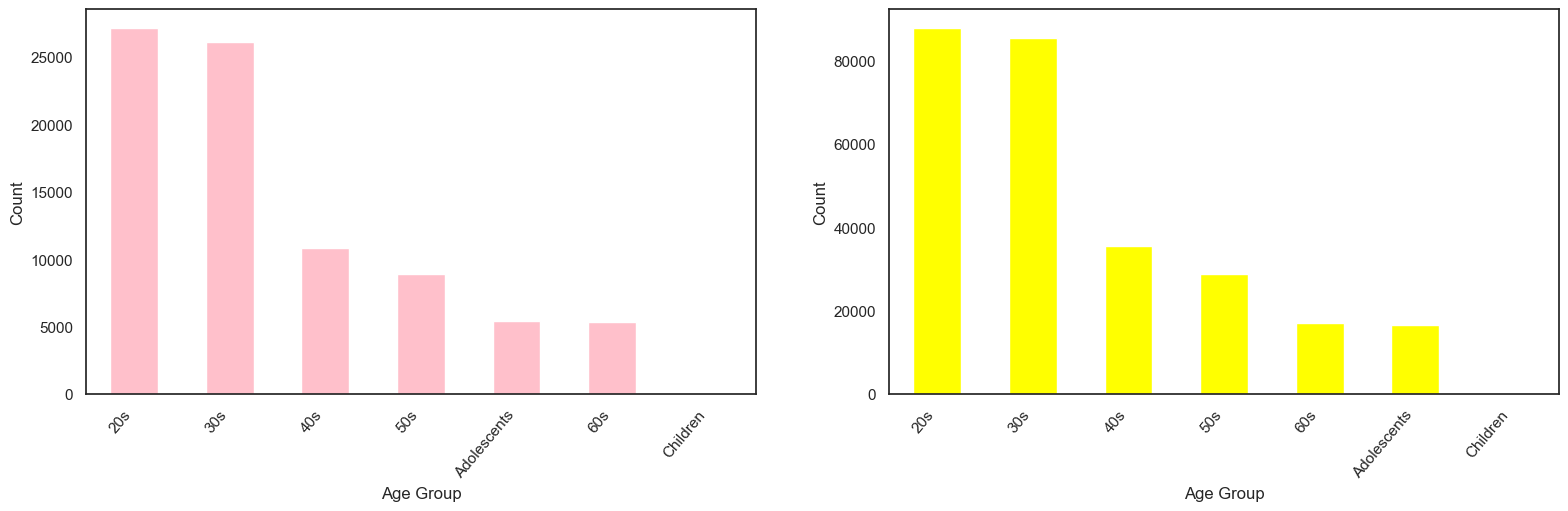 25000
20000
15000
10000
5000
0
Count
20s
30s
40s
50s
Adolescents
60s
Children
Age Group
80000
60000
40000
20000
0
Count
20s
30s
40s
50s
60s
Adolescents
Children
Age Group